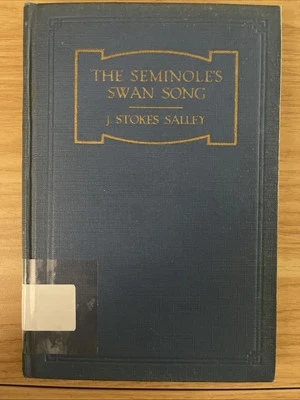 THE SEMINOLE'S
SWAN SONG
J. STOKES SALLEY